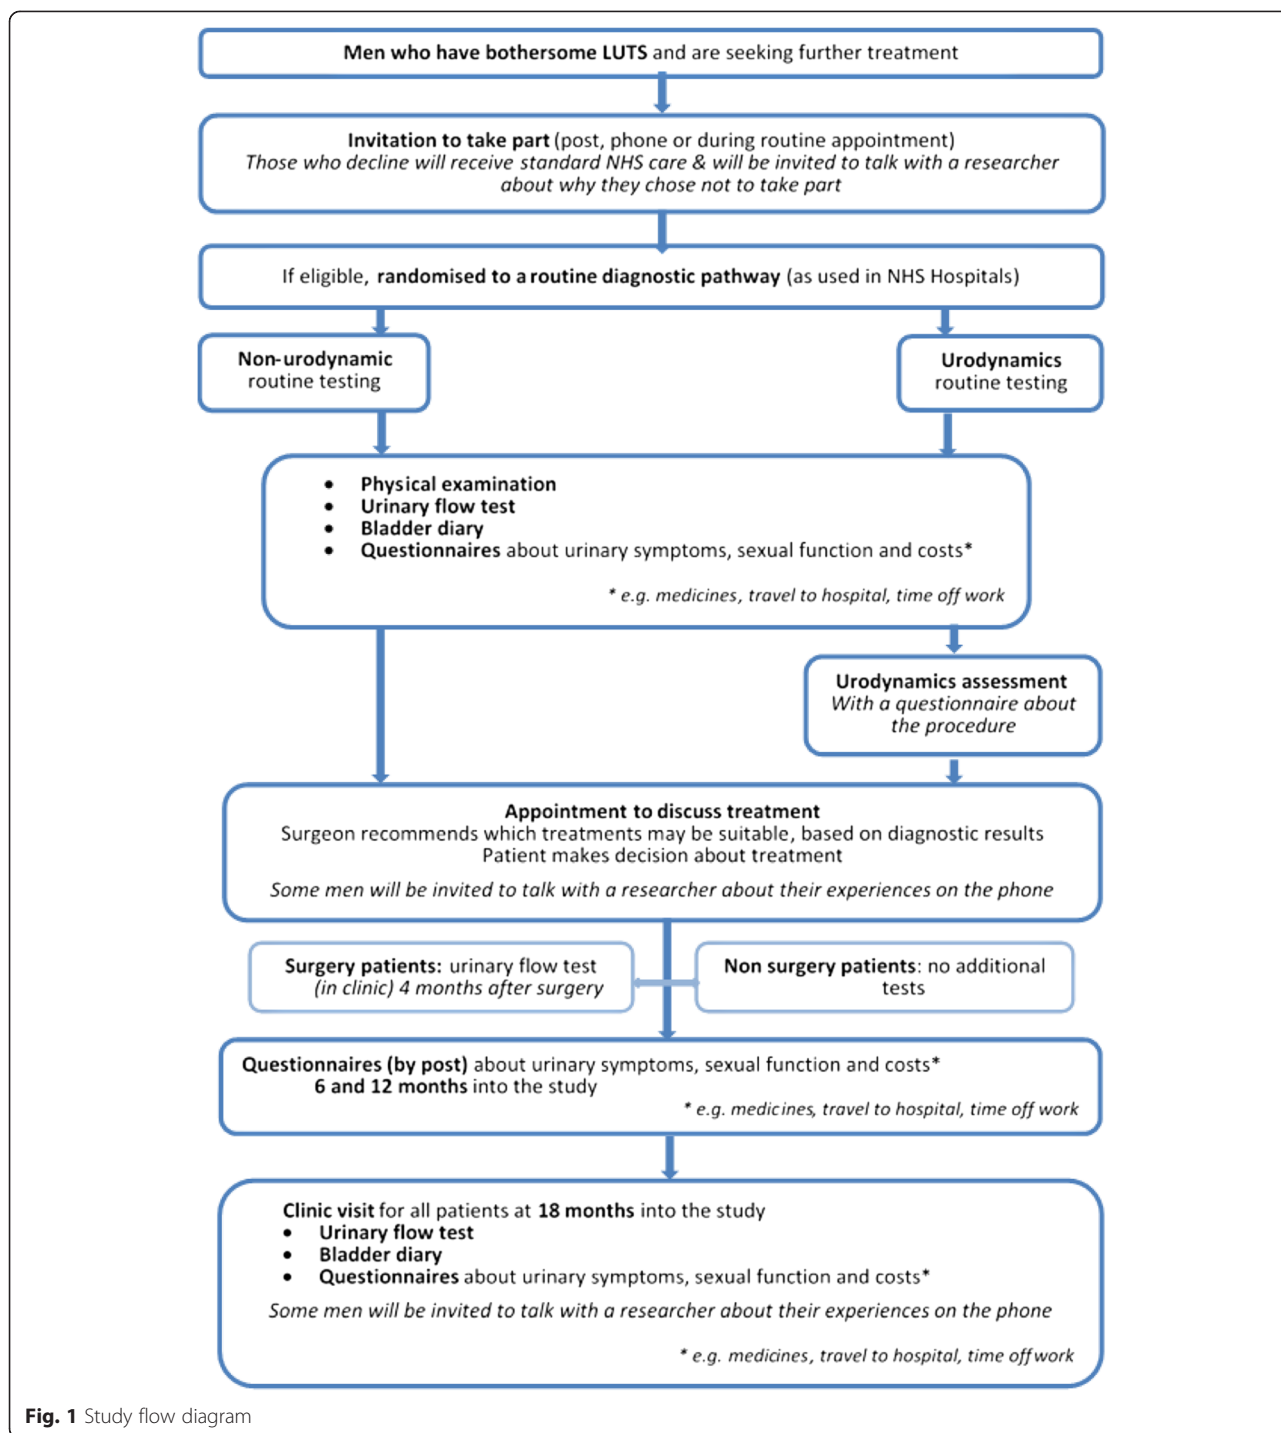 Men who have bothersome LUTS and are seeking further treatment
Invitation to take part (post, phone or during routine appointment)
Those who decline will receive standard NHS care & will be invited to talk with a researcher
about why they chose not to take part
If eligible, randomised to a routine diagnostic pathway (as used in NHS Hospitals)
Non-urodynamic
routine testing
Urodynamics
routine testing
• Physical examination
• Urinary flow test
• Bladder diary
• Questionnaires about urinary symptoms, sexual function and costs*
* e.g. medicines, travel to hospital, time off work
Urodynamics assessment
With a questionnaire about
the procedure
Appointment to discuss treatment
Surgeon recommends which treatments may be suitable, based on diagnostic results
Patient makes decision about treatment
Some men will be invited to talk with a researcher about their experiences on the phone
Surgery patients: urinary flow test
(in clinic) 4 months after surgery
Non surgery patients: no additional
tests
Questionnaires (by post) about urinary symptoms, sexual function and costs*
6 and 12 months into the study
* e.g. medicines, travel to hospital, time off work
Clinic visit for all patients at 18 months into the study
• Urinary flow test
• Bladder diary
• Questionnaires about urinary symptoms, sexual function and costs*
Some men will be invited to talk with a researcher about their experiences on the phone
* e.g. medicines, travel to hospital, time off work
Fig. 1 Study flow diagram